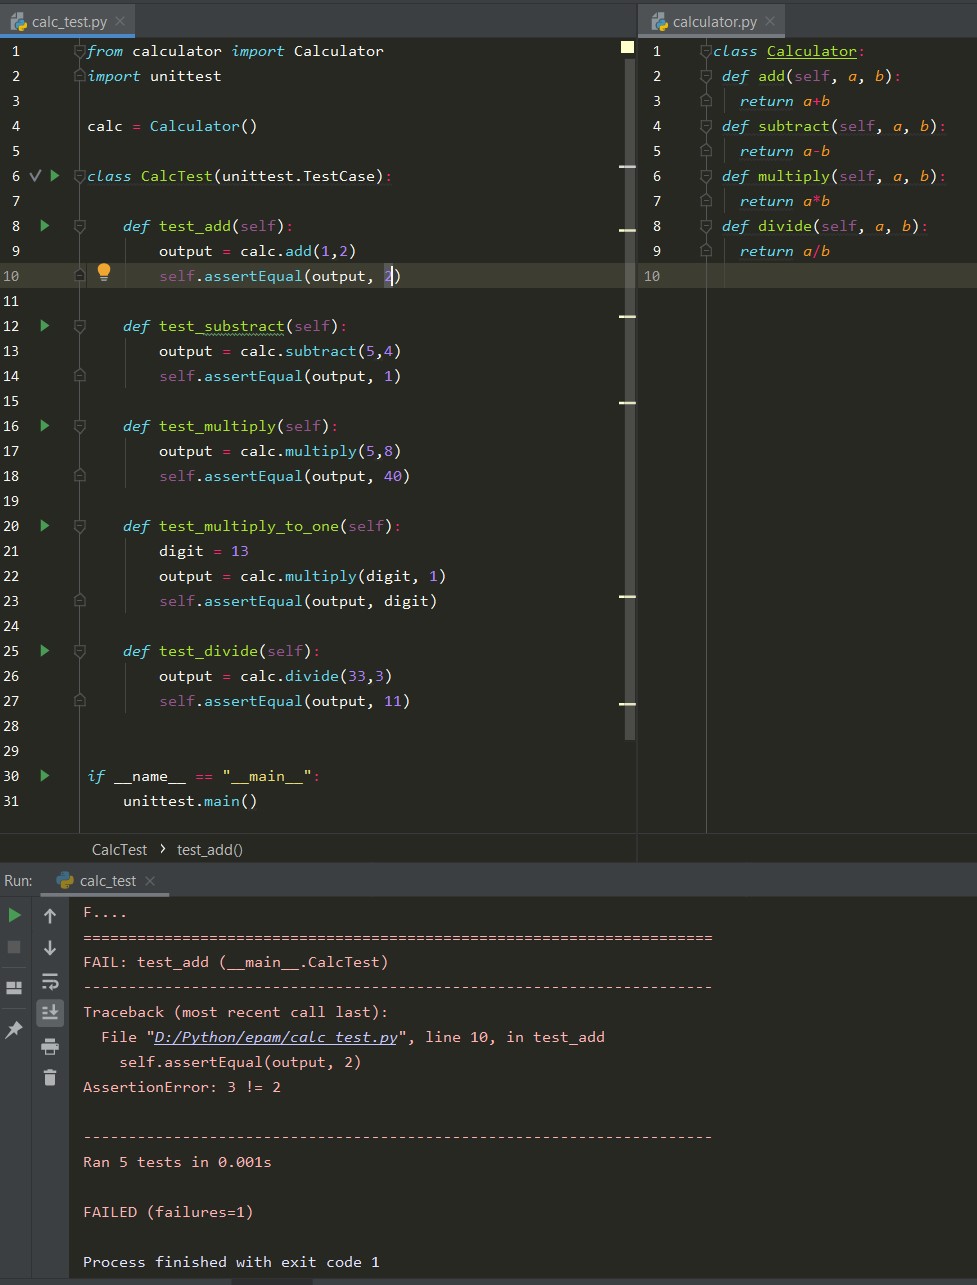 calc_test.py
1 from calculator import Calculator
2 import unittest
3
4 calc = Calculator()
5
6 class CalcTest(unittest.TestCase):
7
8 def test_add(self):
9 output = calc.add(1,2)
10 self.assertEqual(output, 2)
11
12 def test_substract(self):
13 output = calc.subtract(5,4)
14 self.assertEqual(output, 1)
15
16 def test_multiply(self):
17 output = calc.multiply(5,8)
18 self.assertEqual(output, 40)
19
20 def test_multiply_to_one(self):
21 digit = 13
22 output = calc.multiply(digit, 1)
23 self.assertEqual(output, digit)
24
25 def test_divide(self):
26 output = calc.divide(33,3)
27 self.assertEqual(output, 11)
28
29
30 if __name__ == "__main__":
31 unittest.main()
CalcTest › test_add()
calculator.py
1 class Calculator:
2 def add(self, a, b):
3 return a+b
4 def subtract(self, a, b):
5 return a-b
6 def multiply(self, a, b):
7 return a*b
8 def divide(self, a, b):
9 return a/b
10
Run: calc_test
F....
======================================================================
FAIL: test_add (__main__.CalcTest)
----------------------------------------------------------------------
Traceback (most recent call last):
File "D:/Python/epam/calc_test.py", line 10, in test_add
self.assertEqual(output, 2)
AssertionError: 3 != 2
----------------------------------------------------------------------
Ran 5 tests in 0.001s
FAILED (failures=1)
Process finished with exit code 1